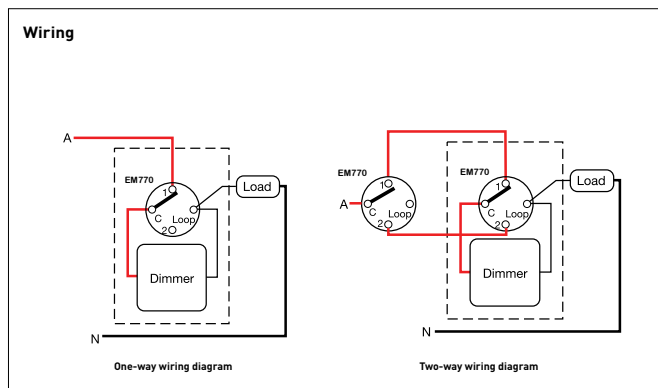 Wiring
A
EM770
1
C
Loop
2
Load
Dimmer
N
One-way wiring diagram
EM770
A
1
C
Loop
2
EM770
1
C
Loop
2
Load
Dimmer
N
Two-way wiring diagram